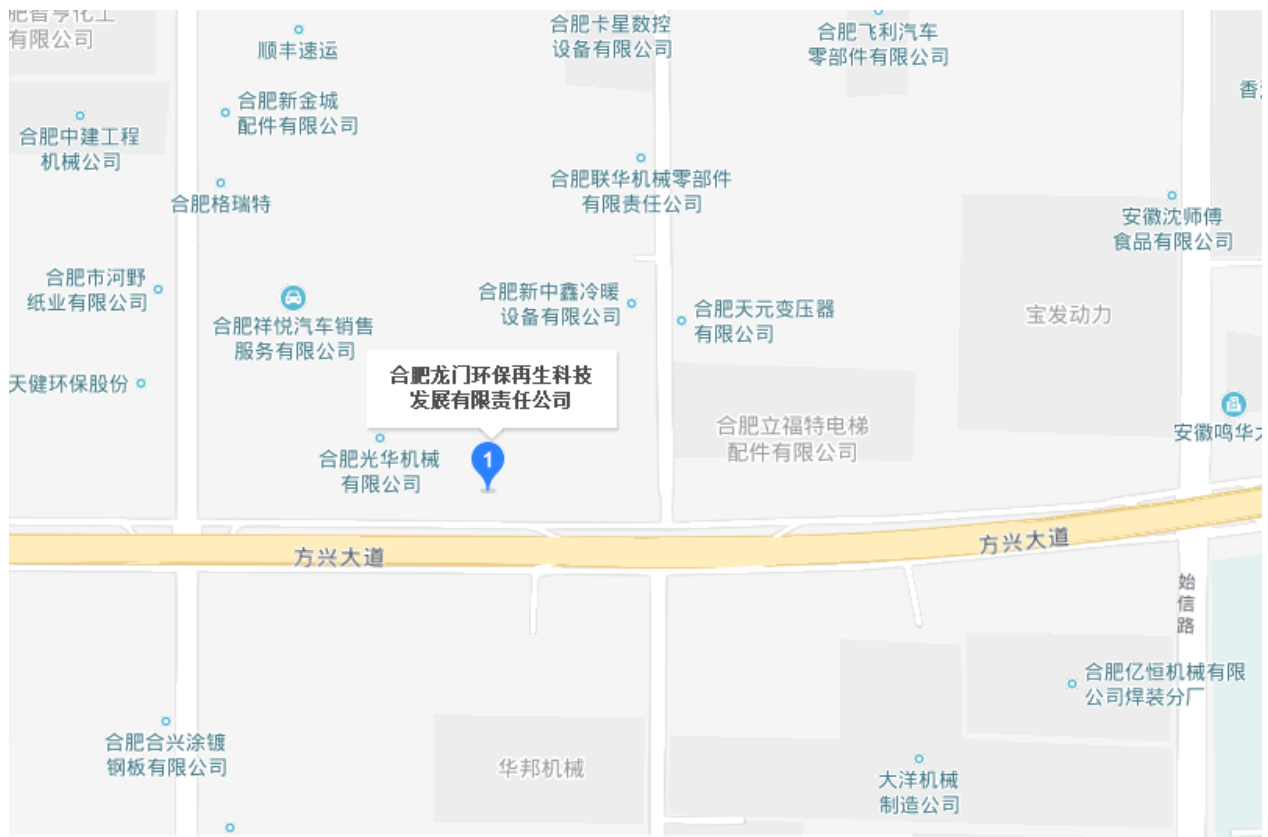 肥智亨化工
有限公司
顺丰速运
合肥卡星数控
设备有限公司
合肥飞利汽车
零部件有限公司
合肥新金城
配件有限公司
合肥中建工程
机械公司
合肥联华机械零部件
有限责任公司
合肥格瑞特
安徽沈师傅
食品有限公司
合肥市河野
纸业有限公司
合肥新中鑫冷暖
设备有限公司
合肥天元变压器
有限公司
宝发动力
合肥祥悦汽车销售
服务有限公司
天健环保股份
合肥龙门环保再生科技
发展有限责任公司
合肥立福特电梯
配件有限公司
安徽鸣华
合肥光华机械
有限公司
1
方兴大道
方兴大道
始信路
合肥亿恒机械有限
公司焊装分厂
合肥合兴涂镀
钢板有限公司
华邦机械
大洋机械
制造公司